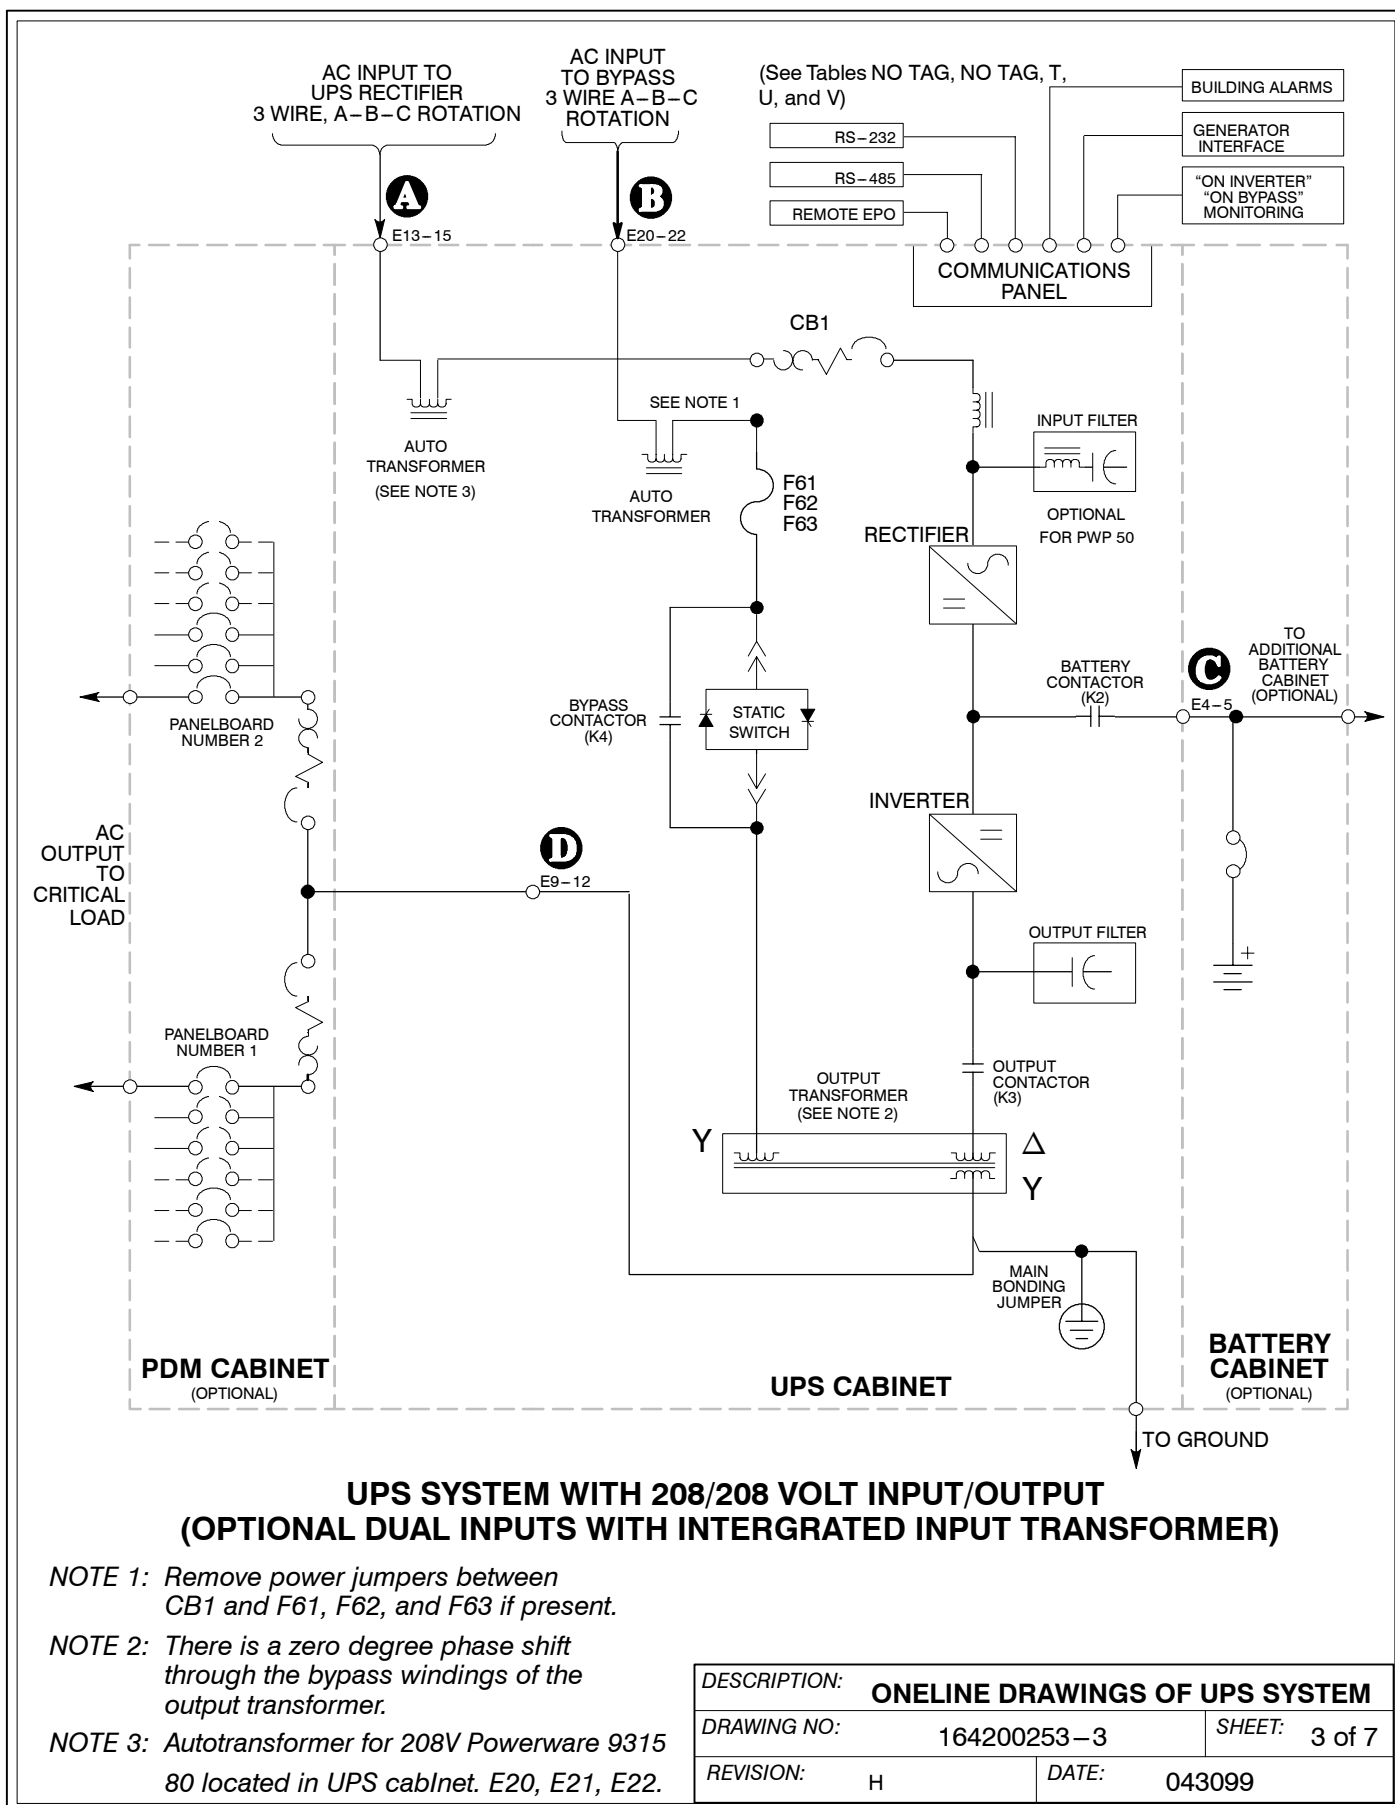 AC INPUT TO
UPS RECTIFIER
3 WIRE, A–B–C ROTATION
AC INPUT
TO BYPASS
3 WIRE A–B–C
ROTATION
(See Tables NO TAG, NO TAG, T,
U, and V)
RS–232
RS–485
REMOTE EPO
BUILDING ALARMS
GENERATOR
INTERFACE
“ON INVERTER”
“ON BYPASS”
MONITORING
A
B
E13–15
E20–22
COMMUNICATIONS
PANEL
CB1
SEE NOTE 1
AUTO
TRANSFORMER
(SEE NOTE 3)
AUTO
TRANSFORMER
F61
F62
F63
INPUT FILTER
OPTIONAL
FOR PWP 50
RECTIFIER
TO
ADDITIONAL
BATTERY
CABINET
(OPTIONAL)
BATTERY
CONTACTOR
(K2)
C
E4–5
BYPASS
CONTACTOR
(K4)
STATIC
SWITCH
PANELBOARD
NUMBER 2
INVERTER
AC
OUTPUT
TO
CRITICAL
LOAD
D
E9–12
OUTPUT FILTER
+
PANELBOARD
NUMBER 1
OUTPUT
TRANSFORMER
(SEE NOTE 2)
OUTPUT
CONTACTOR
(K3)
Y
Δ
Y
MAIN
BONDING
JUMPER
PDM CABINET
(OPTIONAL)
UPS CABINET
BATTERY
CABINET
(OPTIONAL)
TO GROUND
UPS SYSTEM WITH 208/208 VOLT INPUT/OUTPUT
(OPTIONAL DUAL INPUTS WITH INTERGRATED INPUT TRANSFORMER)
NOTE 1: Remove power jumpers between
CB1 and F61, F62, and F63 if present.
NOTE 2: There is a zero degree phase shift
through the bypass windings of the
output transformer.
NOTE 3: Autotransformer for 208V Powerware 9315
80 located in UPS cabInet. E20, E21, E22.
DESCRIPTION: ONELINE DRAWINGS OF UPS SYSTEM
DRAWING NO: 164200253–3 SHEET: 3 of 7
REVISION: H DATE: 043099